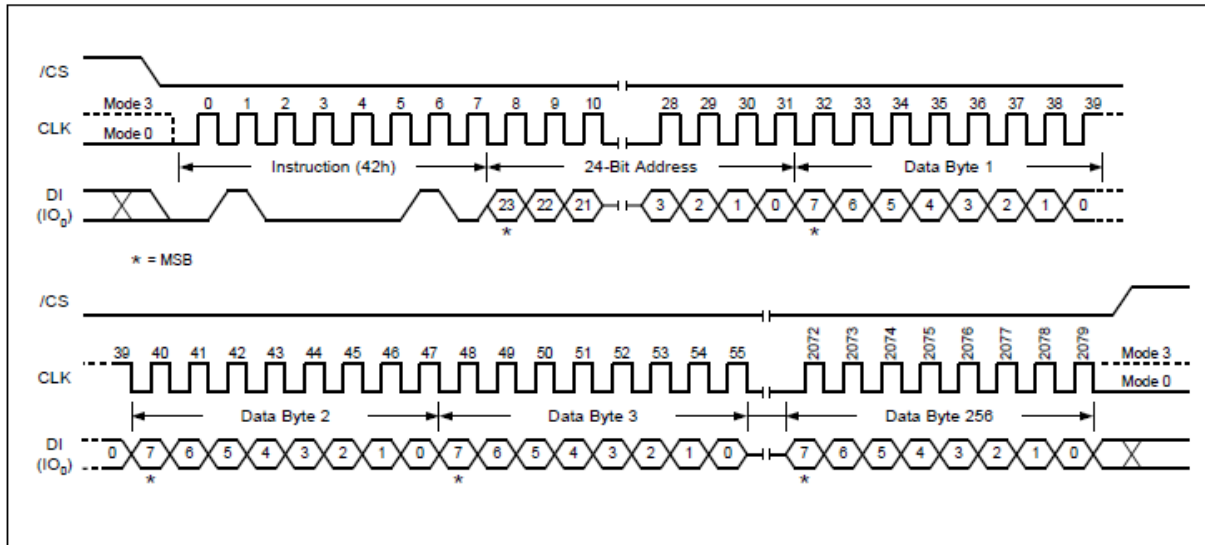 /CS
Mode 3 0 1 2 3 4 5 6 7 8 9 10 28 29 30 31 32 33 34 35 36 37 38 39
CLK Mode 0
Instruction (42h) 24-Bit Address Data Byte 1
DI
(IO0) 23 22 21 3 2 1 0 7 6 5 4 3 2 1 0
* *
* = MSB
/CS
39 40 41 42 43 44 45 46 47 48 49 50 51 52 53 54 55 2072 2073 2074 2075 2076 2077 2078 2079 Mode 3
CLK Mode 0
Data Byte 2 Data Byte 3 Data Byte 256
DI
(IO0) 0 7 6 5 4 3 2 1 0 7 6 5 4 3 2 1 0 7 6 5 4 3 2 1 0
* * *